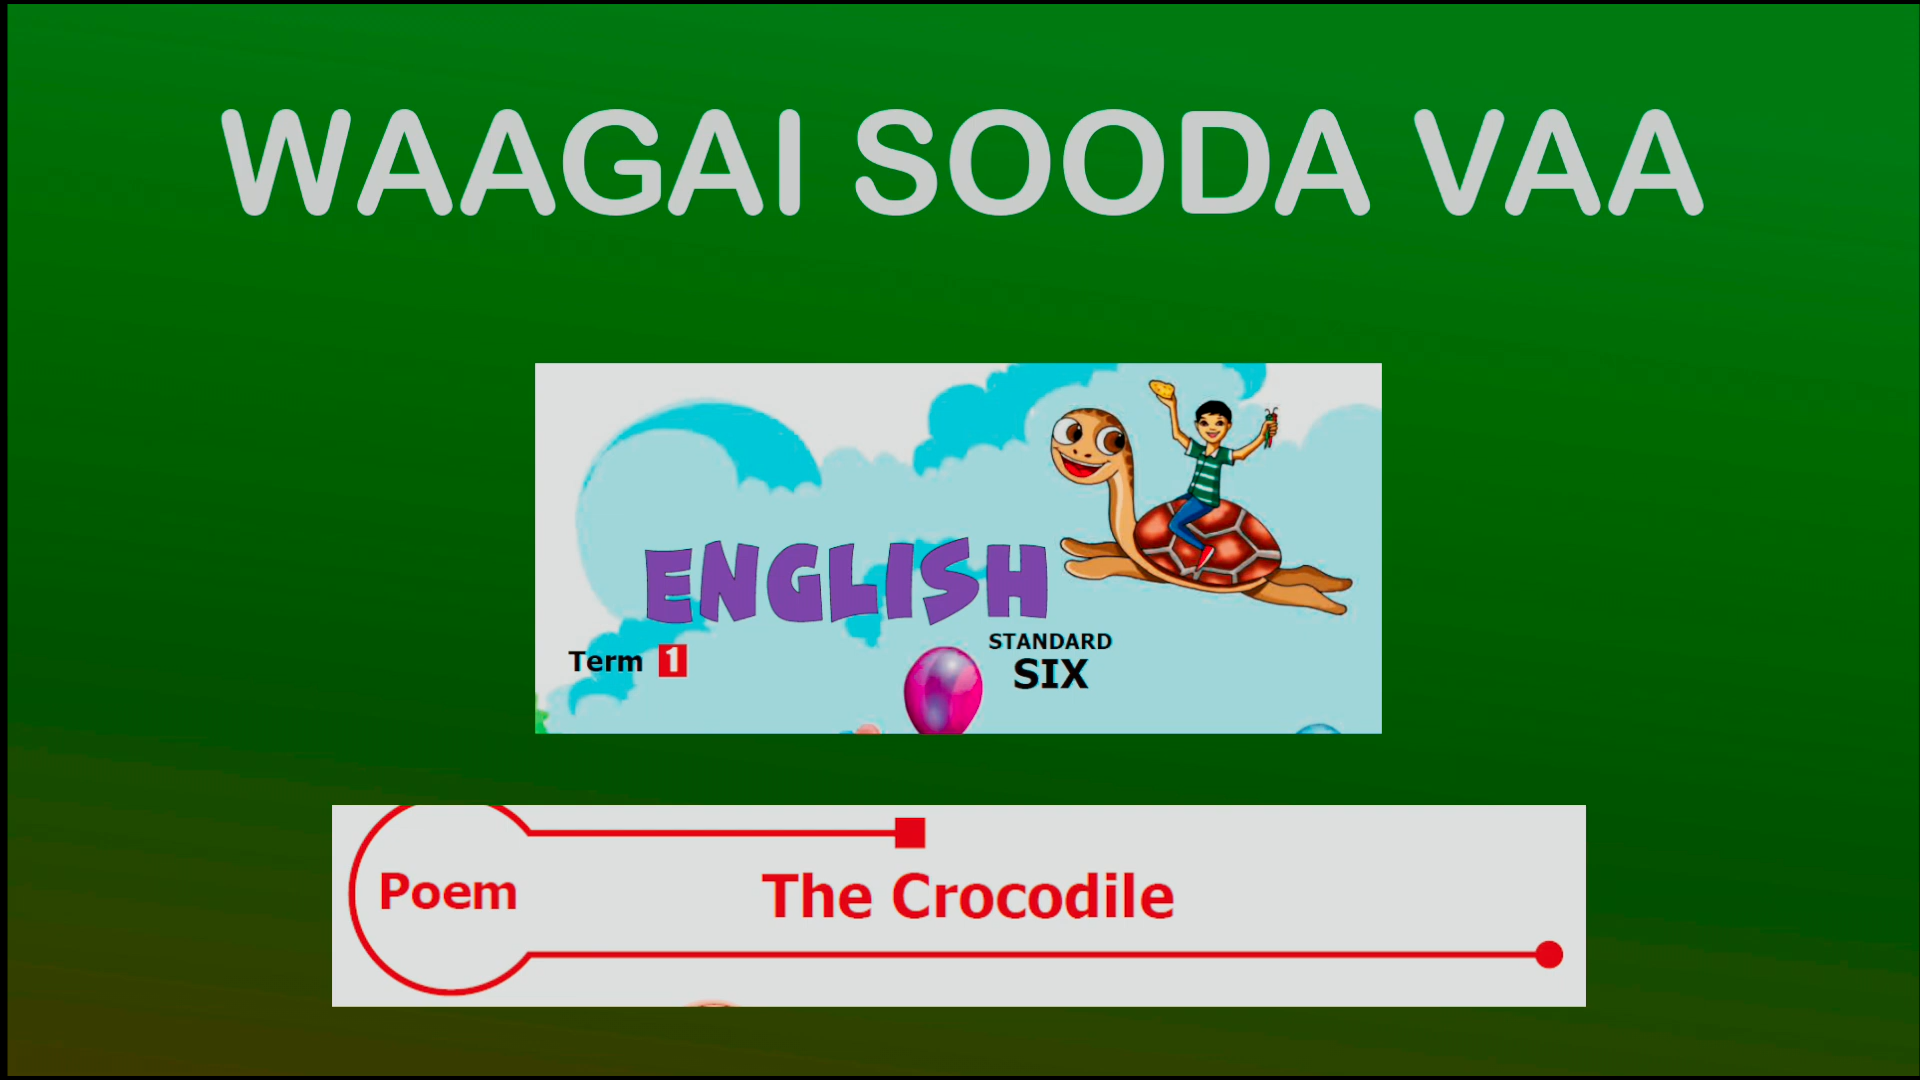 WAAGAI SOODA VAA
ENGLISH
STANDARD
Term 1
SIX
Poem
The Crocodile